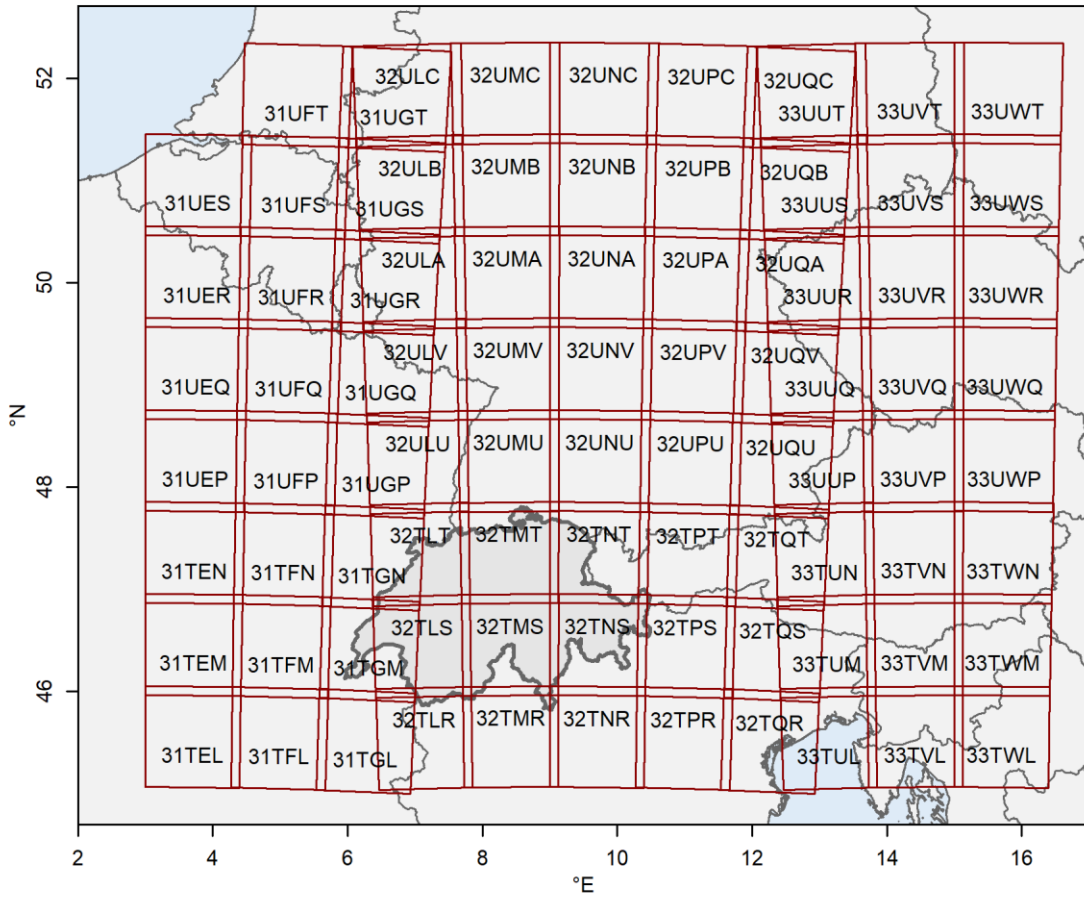 52
50
48
46
°N
32ULC 32UMC 32UNC 32UPC 32UQC
31UFT 31UGT 33UUT 33UVT 33UWT
32ULB 32UMB 32UNB 32UPB 32UQB
31UES 31UFS 31UGS 33UUS 33UVS 33UWS
32ULA 32UMA 32UNA 32UPA 32UQA
31UER 31UFR 31UGR 33UUR 33UVR 33UWR
32ULV 32UMV 32UNV 32UPV 32UQV
31UEQ 31UFQ 31UGQ 33UUQ 33UVQ 33UWQ
32ULU 32UMU 32UNU 32UPU 32UQU
31UEP 31UFP 31UGP 33UUP 33UVP 33UWP
32TLT 32TMT 32TNT 32TPT 32TQT
31TEN 31TFN 31TGN 33TUN 33TVN 33TWN
32TLS 32TMS 32TNS 32TPS 32TQS
31TEM 31TFM 31TGM 33TUM 33TVM 33TWM
32TLR 32TMR 32TNR 32TPR 32TQR
31TEL 31TFL 31TGL 33TUL 33TVL 33TWL
2 4 6 8 10 12 14 16
°E